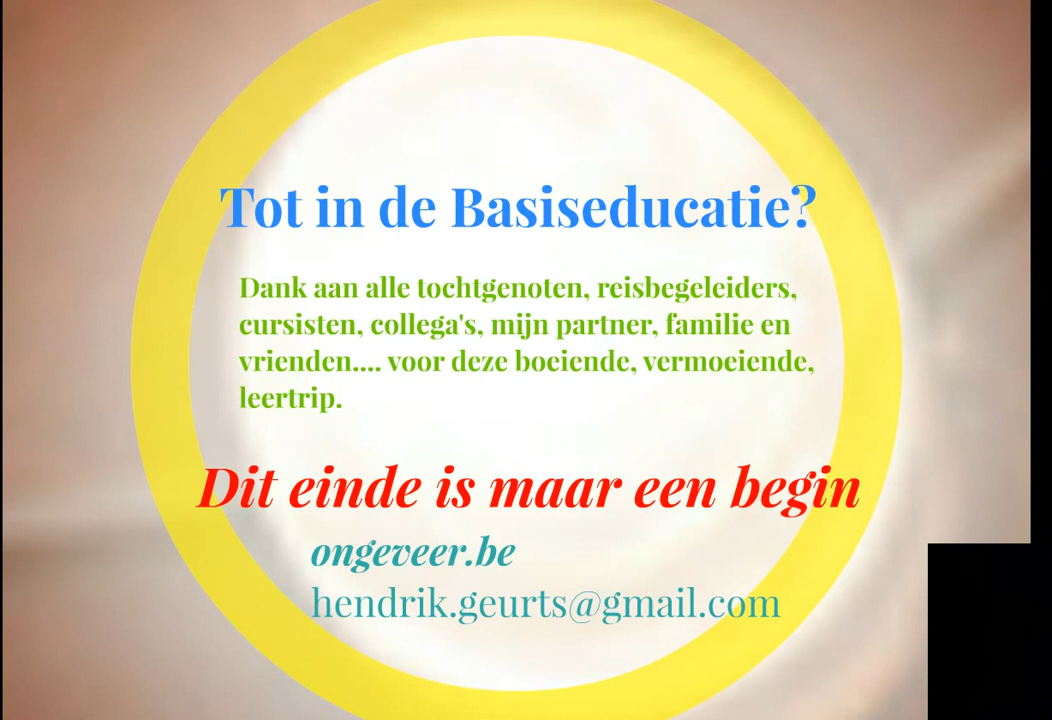 Tot in de Basiseducatie?
Dank aan alle tochtgenoten, reisbegeleiders,
cursisten, collega's, mijn partner, familie en
vrienden.... voor deze boeiende, vermoeiende,
leertrip.
Dit einde is maar een begin
ongeveer.be
hendrik.geurts@gmail.com